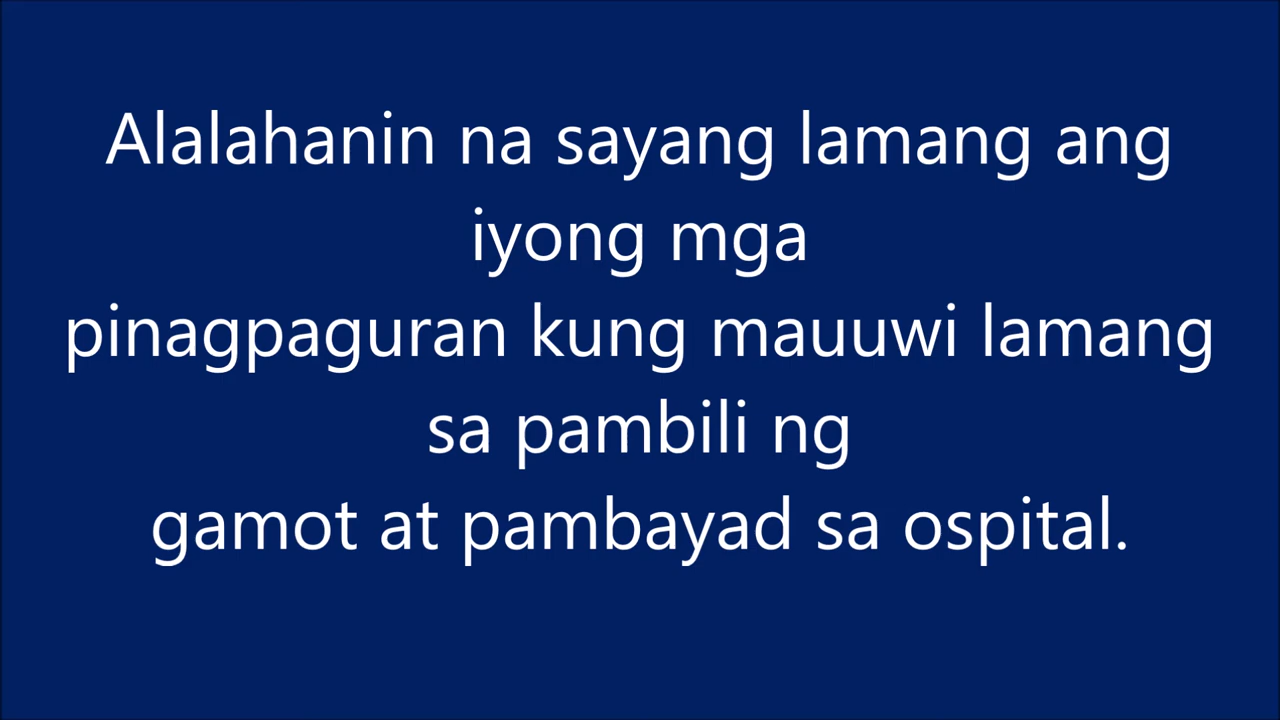 Alalahanin na sayang lamang ang
iyong mga
pinagpaguran kung mauuwi lamang
sa pambili ng
gamot at pambayad sa ospital.